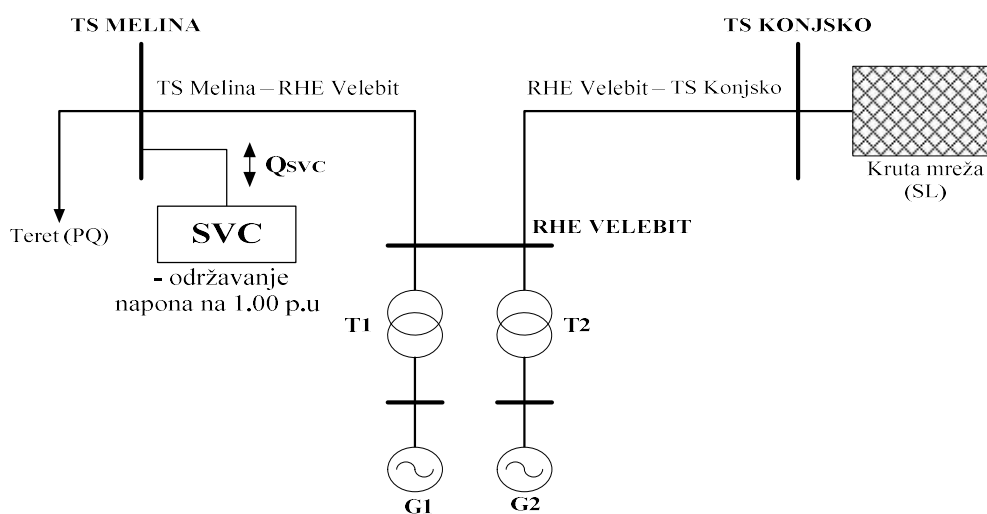 TS MELINA
TS KONJSKO
TS Melina – RHE Velebit
RHE Velebit – TS Konjsko
QSVC
Kruta mreža
(SL)
Teret (PQ)
SVC
RHE VELEBIT
- održavanje
napona na 1.00 p.u
T1
T2
G1
G2